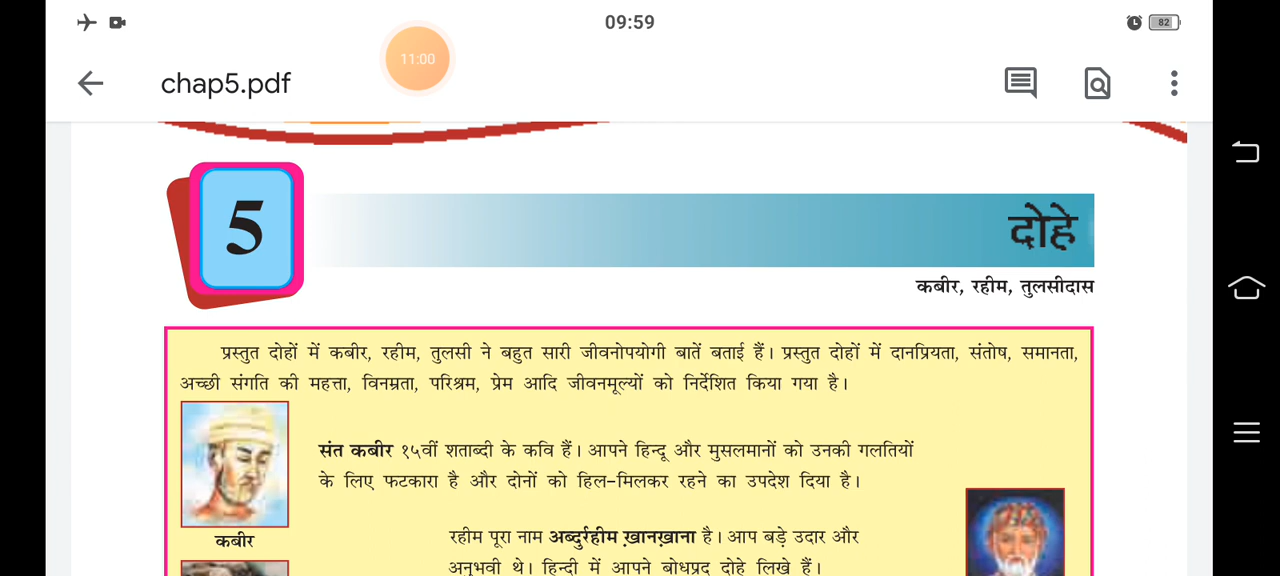 09:59
82
11:00
chap5.pdf
5
दोहे
कबीर, रहीम, तुलसीदास
प्रस्तुत दोहों में कबीर, रहीम, तुलसी ने बहुत सारी जीवनोपयोगी बातें बताई हैं। प्रस्तुत दोहों में दानप्रियता, संतोष, समानता,
अच्छी संगति की महत्ता, विनम्रता, परिश्रम, प्रेम आदि जीवनमूल्यों को निर्देशित किया गया है।
संत कबीर १५वीं शताब्दी के कवि हैं। आपने हिन्दू और मुसलमानों को उनकी गलतियों
के लिए फटकारा है और दोनों को हिल-मिलकर रहने का उपदेश दिया है।
कबीर
रहीम पूरा नाम अब्दुर्रहीम ख़ानख़ाना है। आप बड़े उदार और
अनुभवी थे। हिन्दी में आपने बोधप्रद दोहे लिखे हैं।